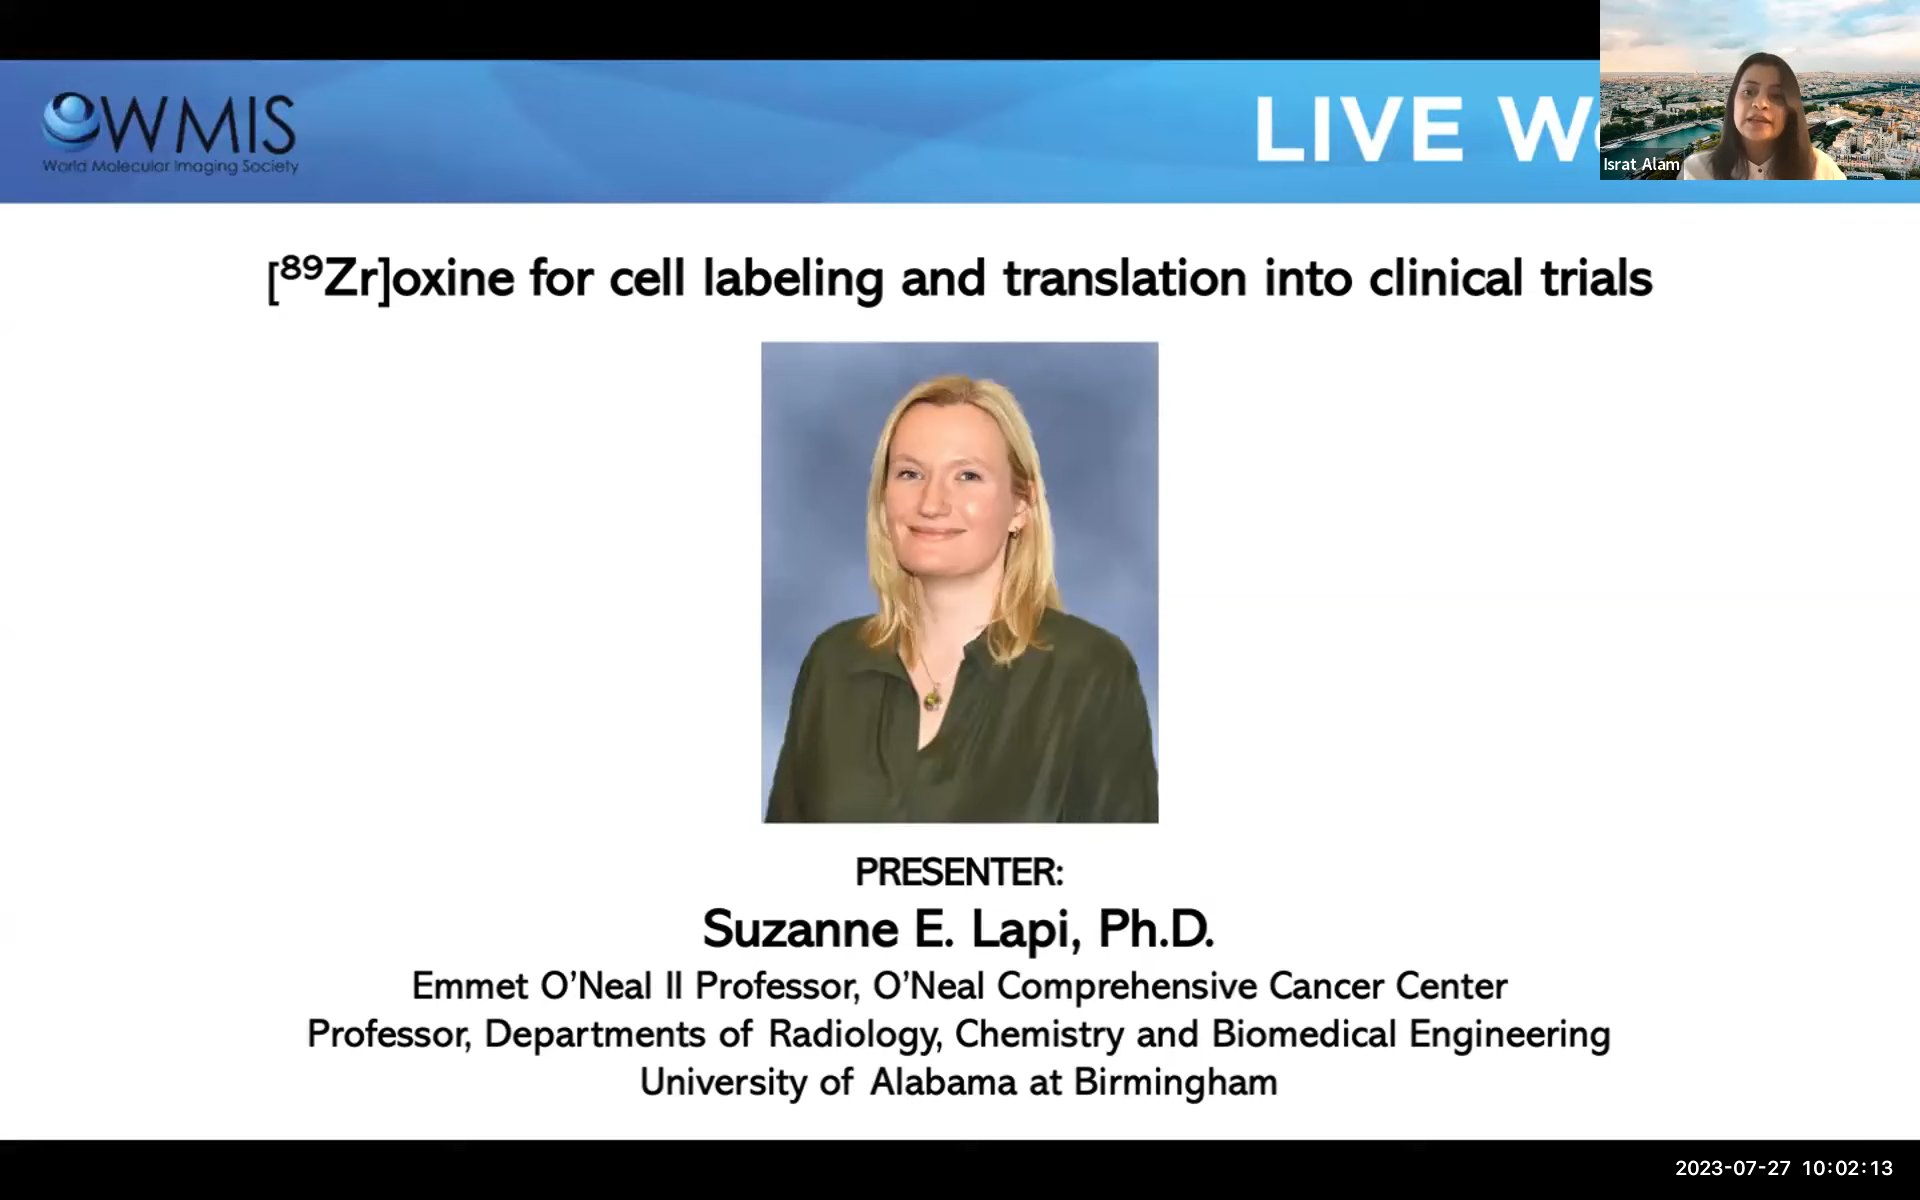 WMIS
World Molecular Imaging Society
LIVE W
Israt Alam
[⁸⁹Zr]oxine for cell labeling and translation into clinical trials
PRESENTER:
Suzanne E. Lapi, Ph.D.
Emmet O’Neal II Professor, O’Neal Comprehensive Cancer Center
Professor, Departments of Radiology, Chemistry and Biomedical Engineering
University of Alabama at Birmingham
2023-07-27 10:02:13